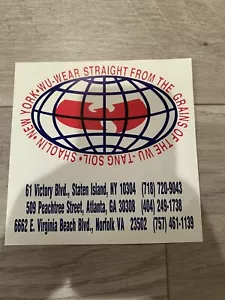 SHAOLIN • NEW YORK • WU-WEAR STRAIGHT FROM THE GRAINS OF THE WU-TANG SOIL •
61 Victory Blvd., Staten Island, NY 10304 (718) 720-9043
509 Peachtree Street, Atlanta, GA 30308 (404) 249-1738
6662 E. Virginia Beach Blvd., Norfolk VA 23502 (757) 461-1139